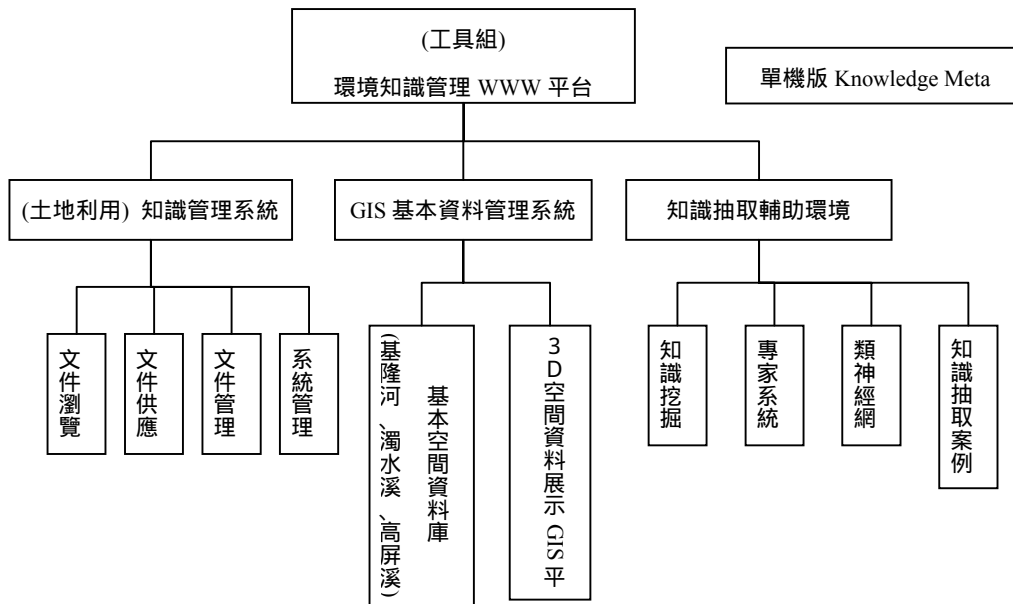 (工具組)
環境知識管理 WWW 平台
單機版 Knowledge Meta
(土地利用) 知識管理系統
GIS 基本資料管理系統
知識抽取輔助環境
文件瀏覽
文件供應
文件管理
系統管理
基本空間資料庫
(基隆河、濁水溪、高屏溪)
3D空間資料展示 GIS 平
知識挖掘
專家系統
類神經網
知識抽取案例